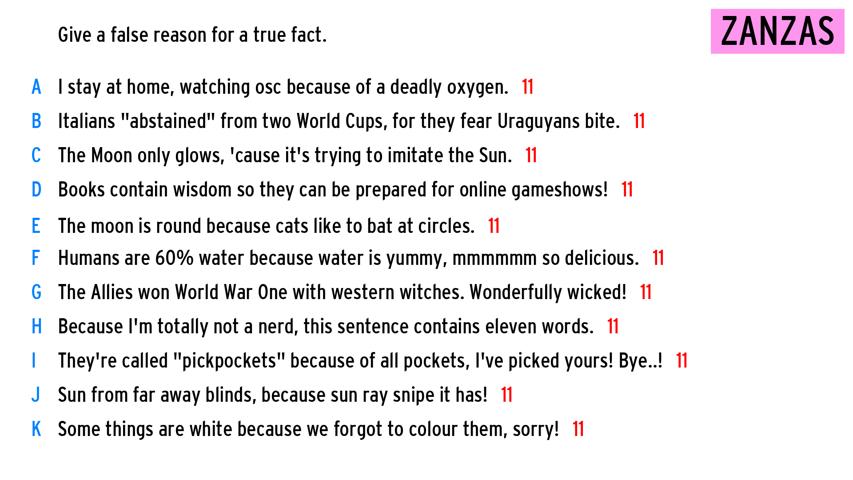 Give a false reason for a true fact.
ZANZAS
A I stay at home, watching osc because of a deadly oxygen. 11
B Italians "abstained" from two World Cups, for they fear Uraguyans bite. 11
C The Moon only glows, 'cause it's trying to imitate the Sun. 11
D Books contain wisdom so they can be prepared for online gameshows! 11
E The moon is round because cats like to bat at circles. 11
F Humans are 60% water because water is yummy, mmmmmm so delicious. 11
G The Allies won World War One with western witches. Wonderfully wicked! 11
H Because I'm totally not a nerd, this sentence contains eleven words. 11
I They're called "pickpockets" because of all pockets, I've picked yours! Bye..! 11
J Sun from far away blinds, because sun ray snipe it has! 11
K Some things are white because we forgot to colour them, sorry! 11